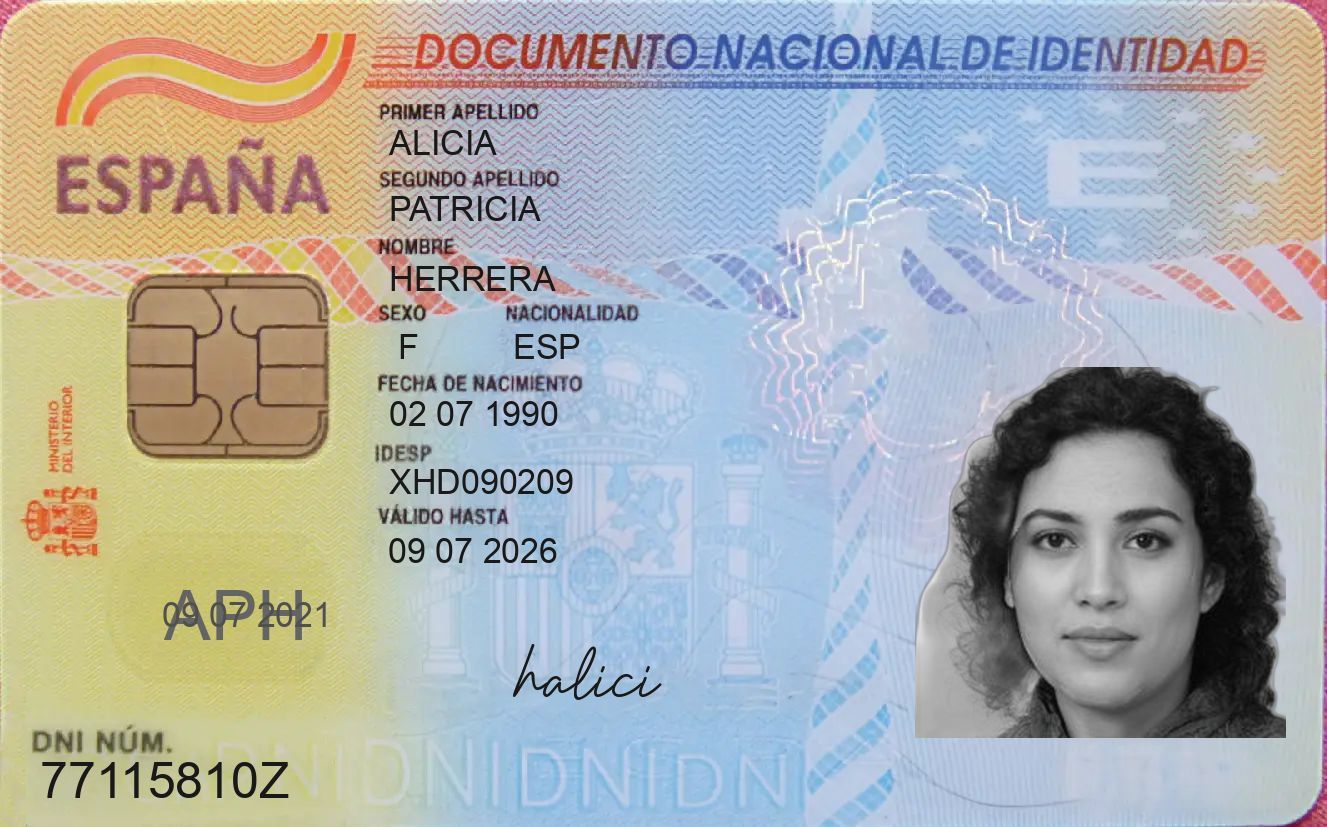 DOCUMENTO NACIONAL DE IDENTIDAD
ESPAÑA
PRIMER APELLIDO
ALICIA
SEGUNDO APELLIDO
PATRICIA
NOMBRE
HERRERA
SEXO NACIONALIDAD
F ESP
FECHA DE NACIMIENTO
02 07 1990
IDESP
XHD090209
VÁLIDO HASTA
09 07 2026
MINISTERIO
DEL INTERIOR
E
APH
09 07 2021
halici
DNI NÚM.
77115810Z
DNIDNIDNIDNI